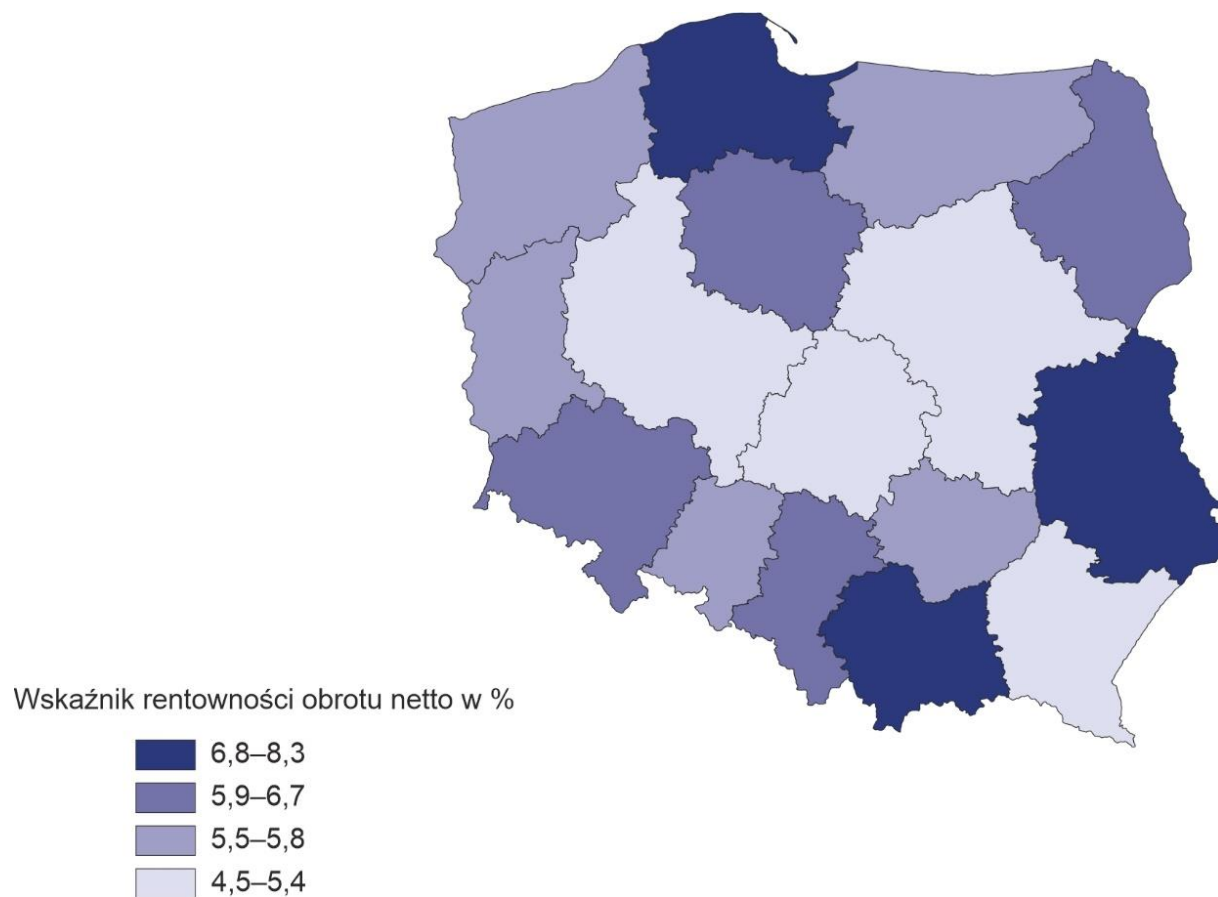 Wskaźnik rentowności obrotu netto w %
6,8–8,3
5,9–6,7
5,5–5,8
4,5–5,4